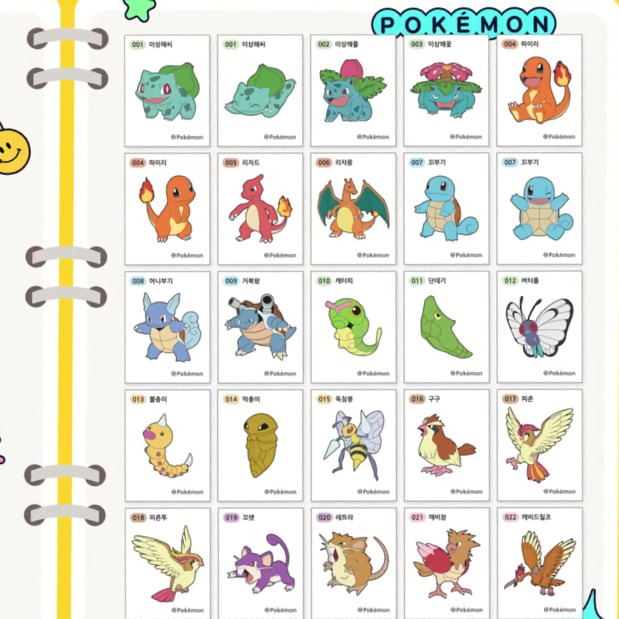 POKÉMON
001 이상해씨
001 이상해씨
002 이상해풀
003 이상해꽃
004 파이리
©Pokémon
©Pokémon
©Pokémon
©Pokémon
©Pokémon
004 파이리
005 리자드
006 리자몽
007 꼬부기
007 꼬부기
©Pokémon
©Pokémon
©Pokémon
©Pokémon
©Pokémon
008 어니부기
009 거북왕
010 캐터피
011 단데기
012 버터플
©Pokémon
©Pokémon
©Pokémon
©Pokémon
©Pokémon
013 뿔충이
014 딱충이
015 독침붕
016 구구
017 피죤
©Pokémon
©Pokémon
©Pokémon
©Pokémon
©Pokémon
018 피죤투
019 꼬렛
020 레트라
021 깨비참
022 깨비드릴조
©Pokémon
©Pokémon
©Pokémon
©Pokémon
©Pokémon